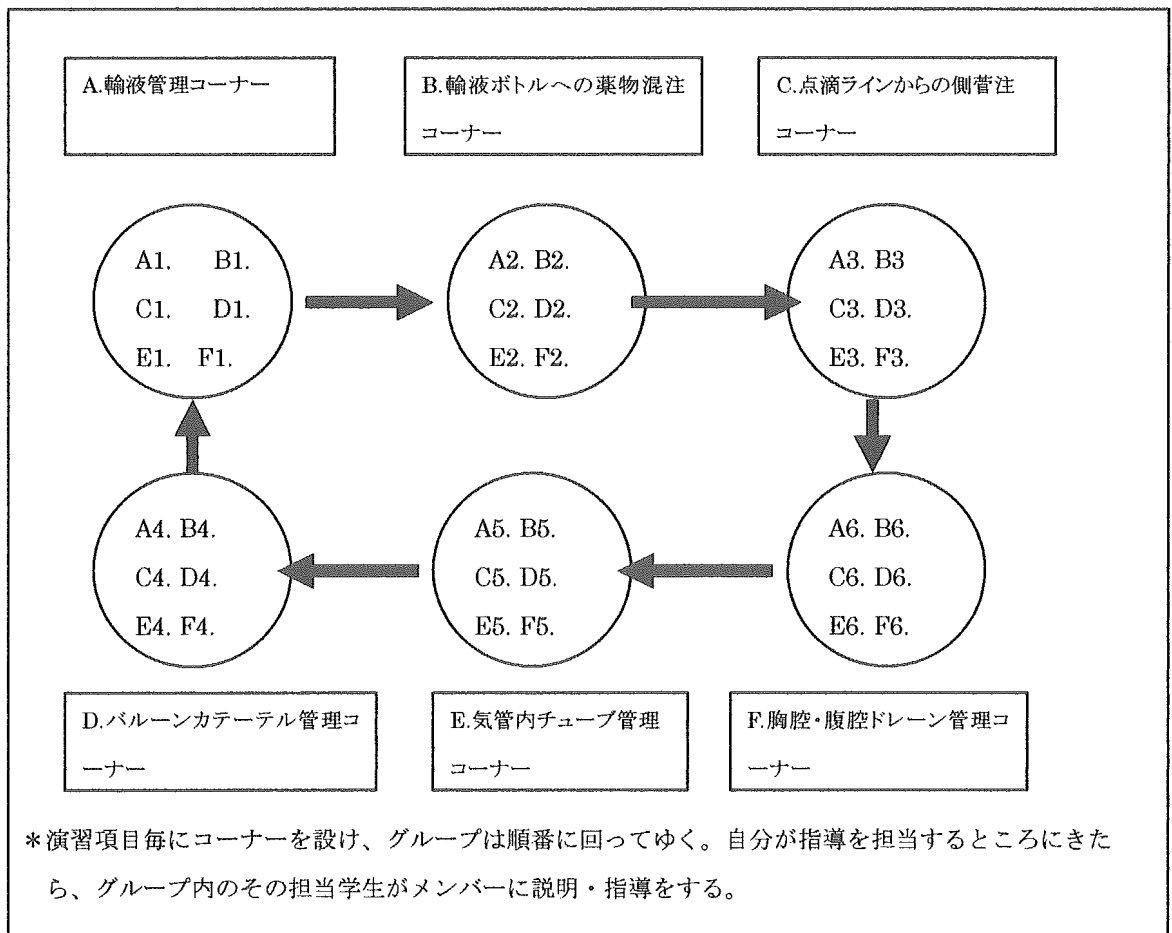 A.輸液管理コーナー
B.輸液ボトルへの薬物混注
コーナー
C.点滴ラインからの側菅注
コーナー
A1. B1.
C1. D1.
E1. F1.
A2. B2.
C2. D2.
E2. F2.
A3. B3
C3. D3.
E3. F3.
A4. B4.
C4. D4.
E4. F4.
A5. B5.
C5. D5.
E5. F5.
A6. B6.
C6. D6.
E6. F6.
D.バルーンカテーテル管理コ
ーナー
E.気管内チューブ管理
コーナー
F.胸腔・腹腔ドレーン管理コ
ーナー
＊演習項目毎にコーナーを設け、グループは順番に回ってゆく。自分が指導を担当するところにきた
ら、グループ内のその担当学生がメンバーに説明・指導をする。